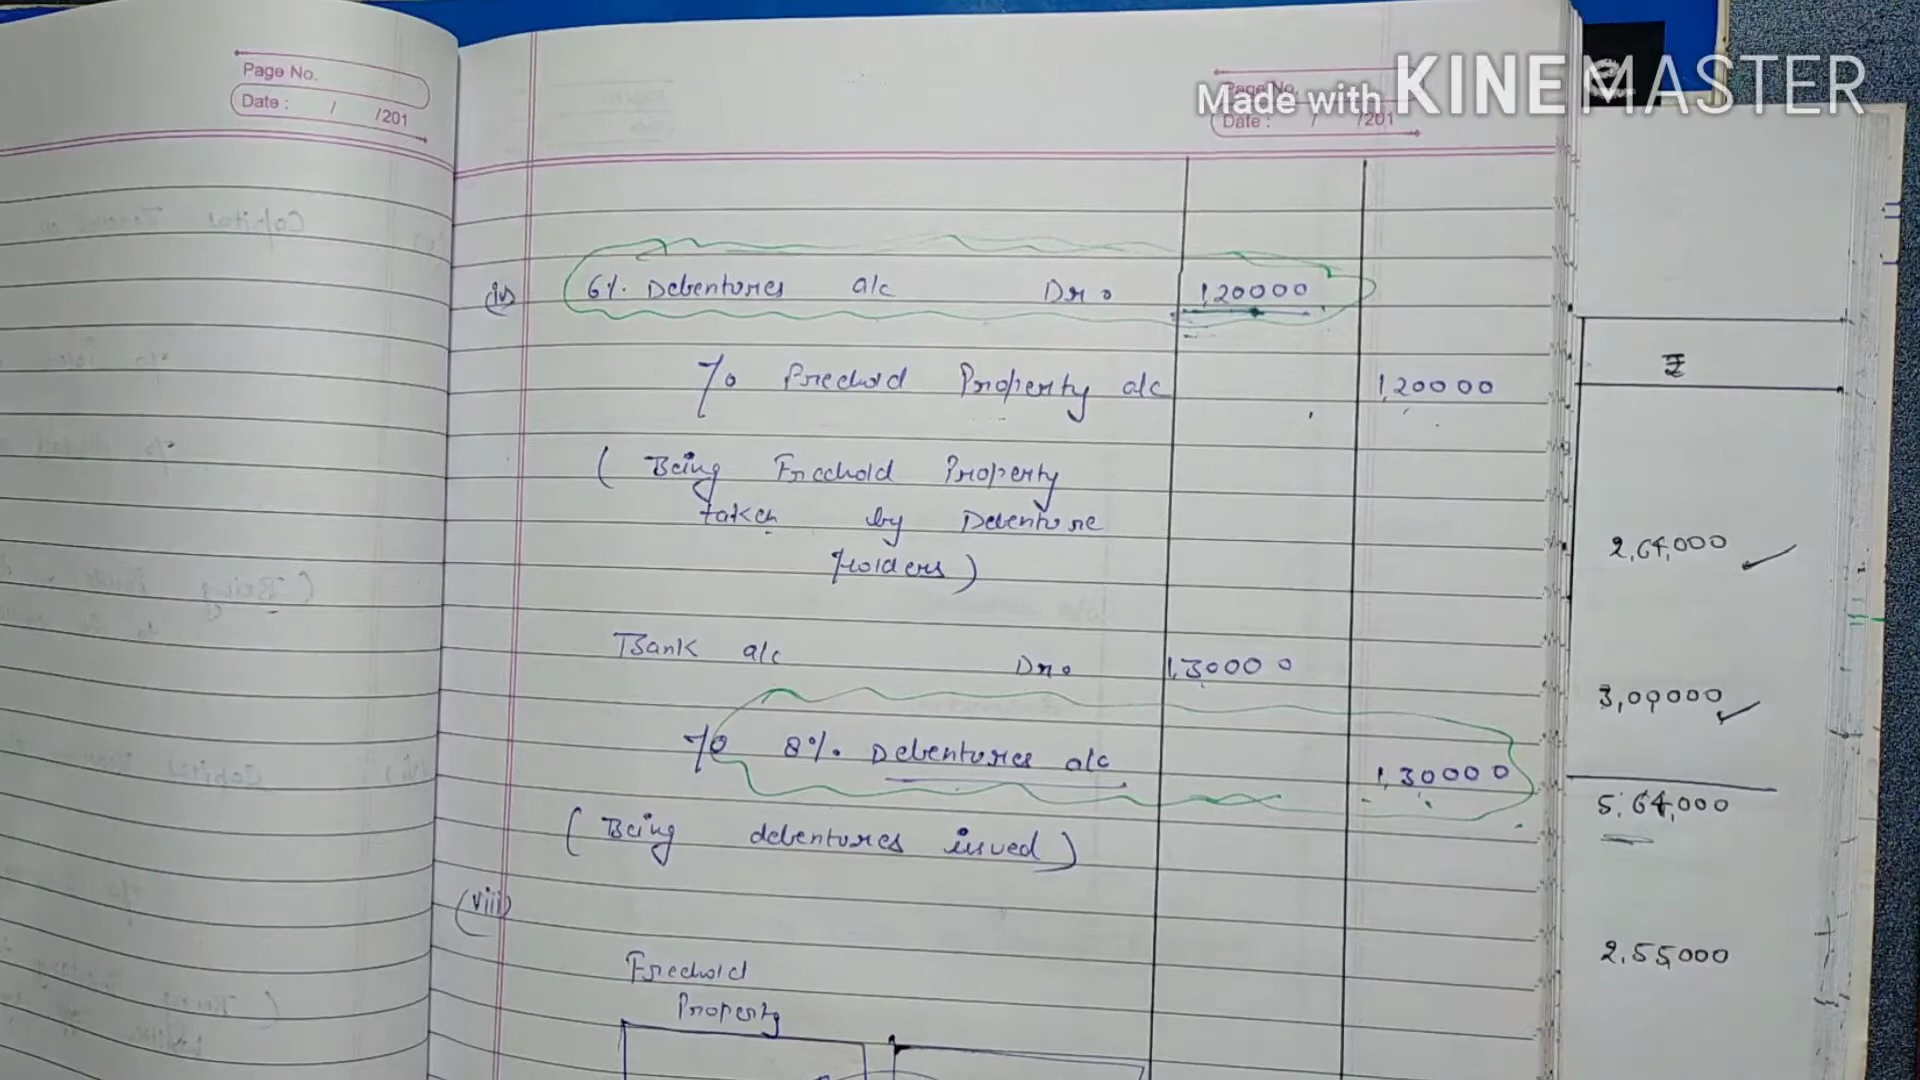 Page No.
Date : / /201
Made with KINEMASTER
Page No.
Date : / /201
(iv) 6%. Debentures a/c Dr. 1,20000
To Freehold Property a/c 1,20000
( Being Freehold Property
taken by Debenture
Holders )
Bank a/c Dr. 1,30000
To 8%. Debentures a/c 1,30000
( Being debentures issued )
(viii)
Freehold
Property
₹
2,64,000
3,00,000
5,64,000
2,55,000